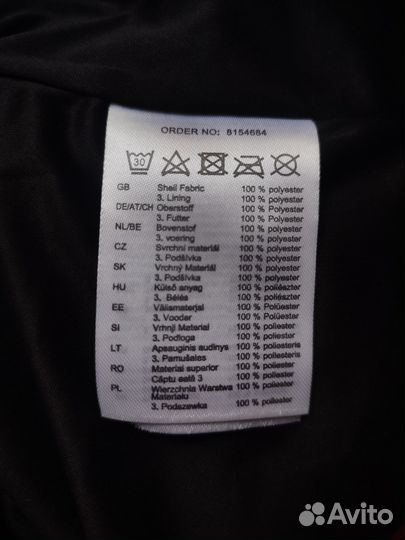 ORDER NO: 8154684
30
GB Shell Fabric 100 % polyester
3. Lining 100 % polyester
DE/AT/CH Oberstoff 100 % Polyester
3. Futter 100 % Polyester
NL/BE Bovenstof 100 % polyester
3. voering 100 % polyester
CZ Svrchní materiál 100 % polyester
3. Podšívka 100 % polyester
SK Vrchný Materiál 100 % polyester
3. Podšívka 100 % polyester
HU Külső anyag 100 % poliészter
3. Bélés 100 % poliészter
EE Välismaterjal 100 % Polüester
3. Vooder 100 % Polüester
SI Vrhnji Material 100 % poliester
3. Podloga 100 % poliester
LT Apsauginis audinys 100 % poliesteris
3. Pamušalas 100 % poliesteris
RO Material superior 100 % poliester
Căptu eală 3 100 % poliester
PL Wierzchnia Warstwa 100 % poliester
Materiału
3. Podszewka 100 % poliester
Avito